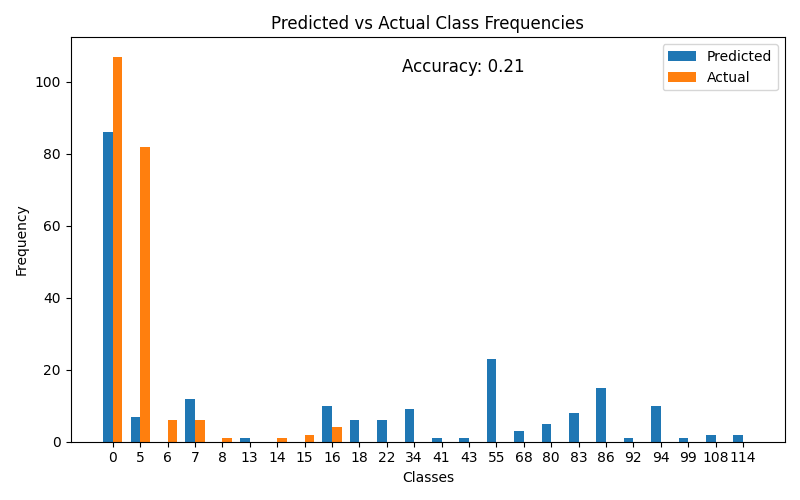 Predicted vs Actual Class Frequencies
Accuracy: 0.21
Predicted
Actual
Frequency
100
80
60
40
20
0
0 5 6 7 8 13 14 15 16 18 22 34 41 43 55 68 80 83 86 92 94 99 108 114
Classes